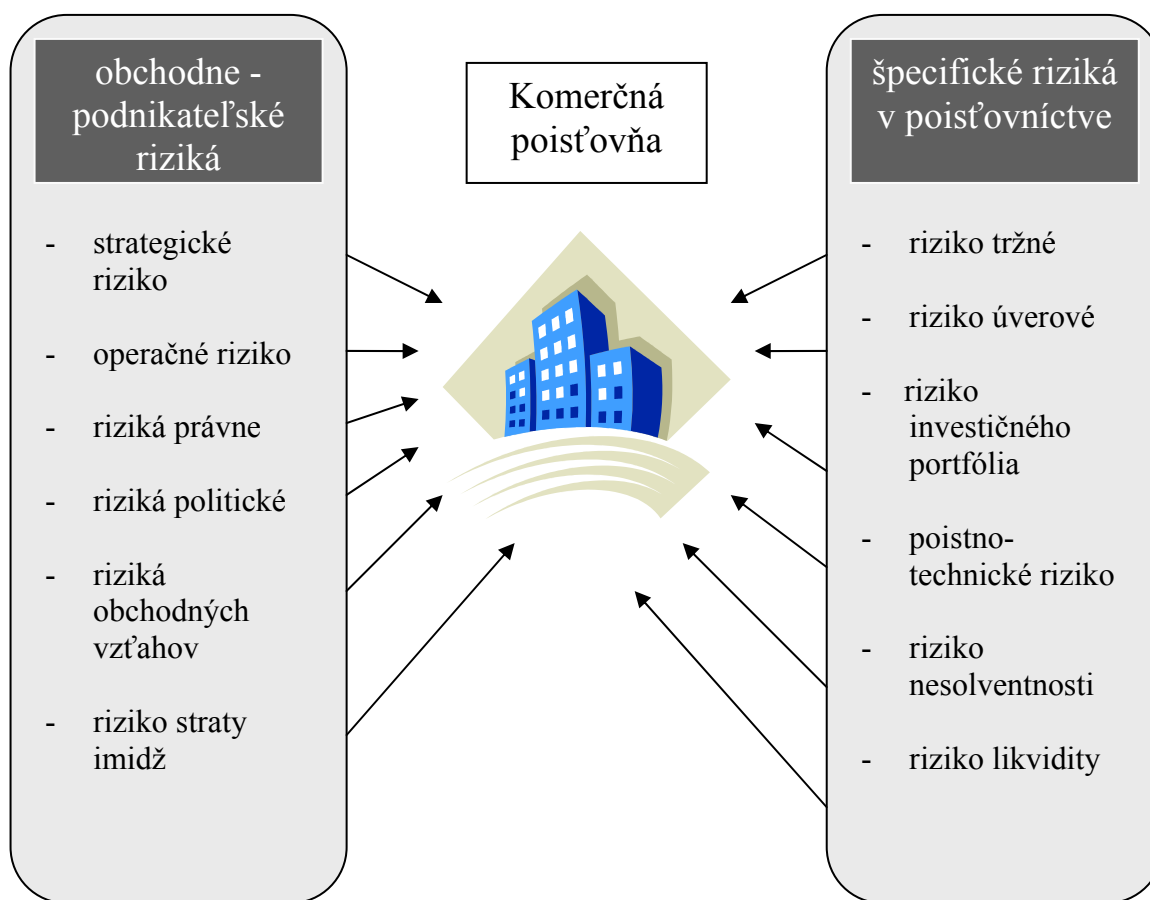 obchodne -
podnikateľské
riziká
- strategické
riziko
- operačné riziko
- riziká právne
- riziká politické
- riziká
obchodných
vzťahov
- riziko straty
imidž
Komerčná
poisťovňa
špecifické riziká
v poisťovníctve
- riziko tržné
- riziko úverové
- riziko
investičného
portfólia
- poistno-
technické riziko
- riziko
nesolventnosti
- riziko likvidity